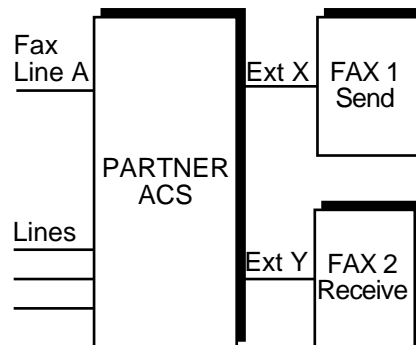 Fax
Line A
Ext X
FAX 1
Send
PARTNER
ACS
Lines
Ext Y
FAX 2
Receive